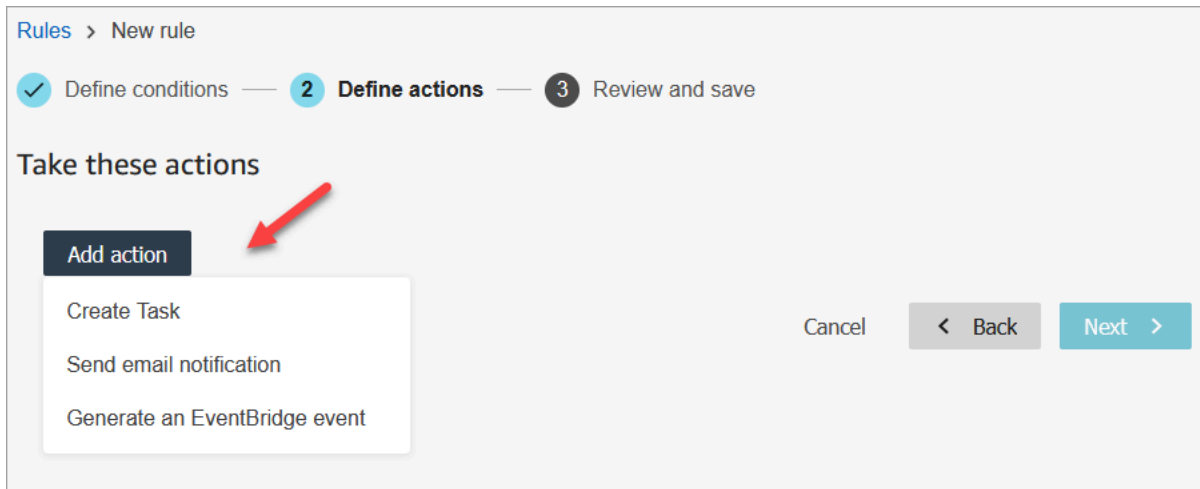 Rules > New rule
Define conditions 2 Define actions 3 Review and save
Take these actions
Add action
Create Task
Cancel < Back Next >
Send email notification
Generate an EventBridge event